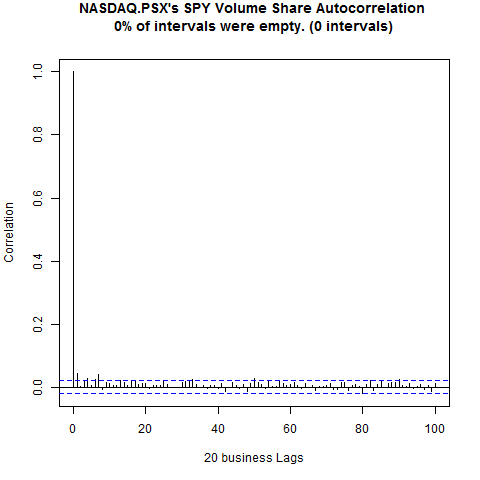 NASDAQ.PSX's SPY Volume Share Autocorrelation
0% of intervals were empty. (0 intervals)
1.0
0.8
0.6
0.4
0.2
0.0
Correlation
0 20 40 60 80 100
20 business Lags